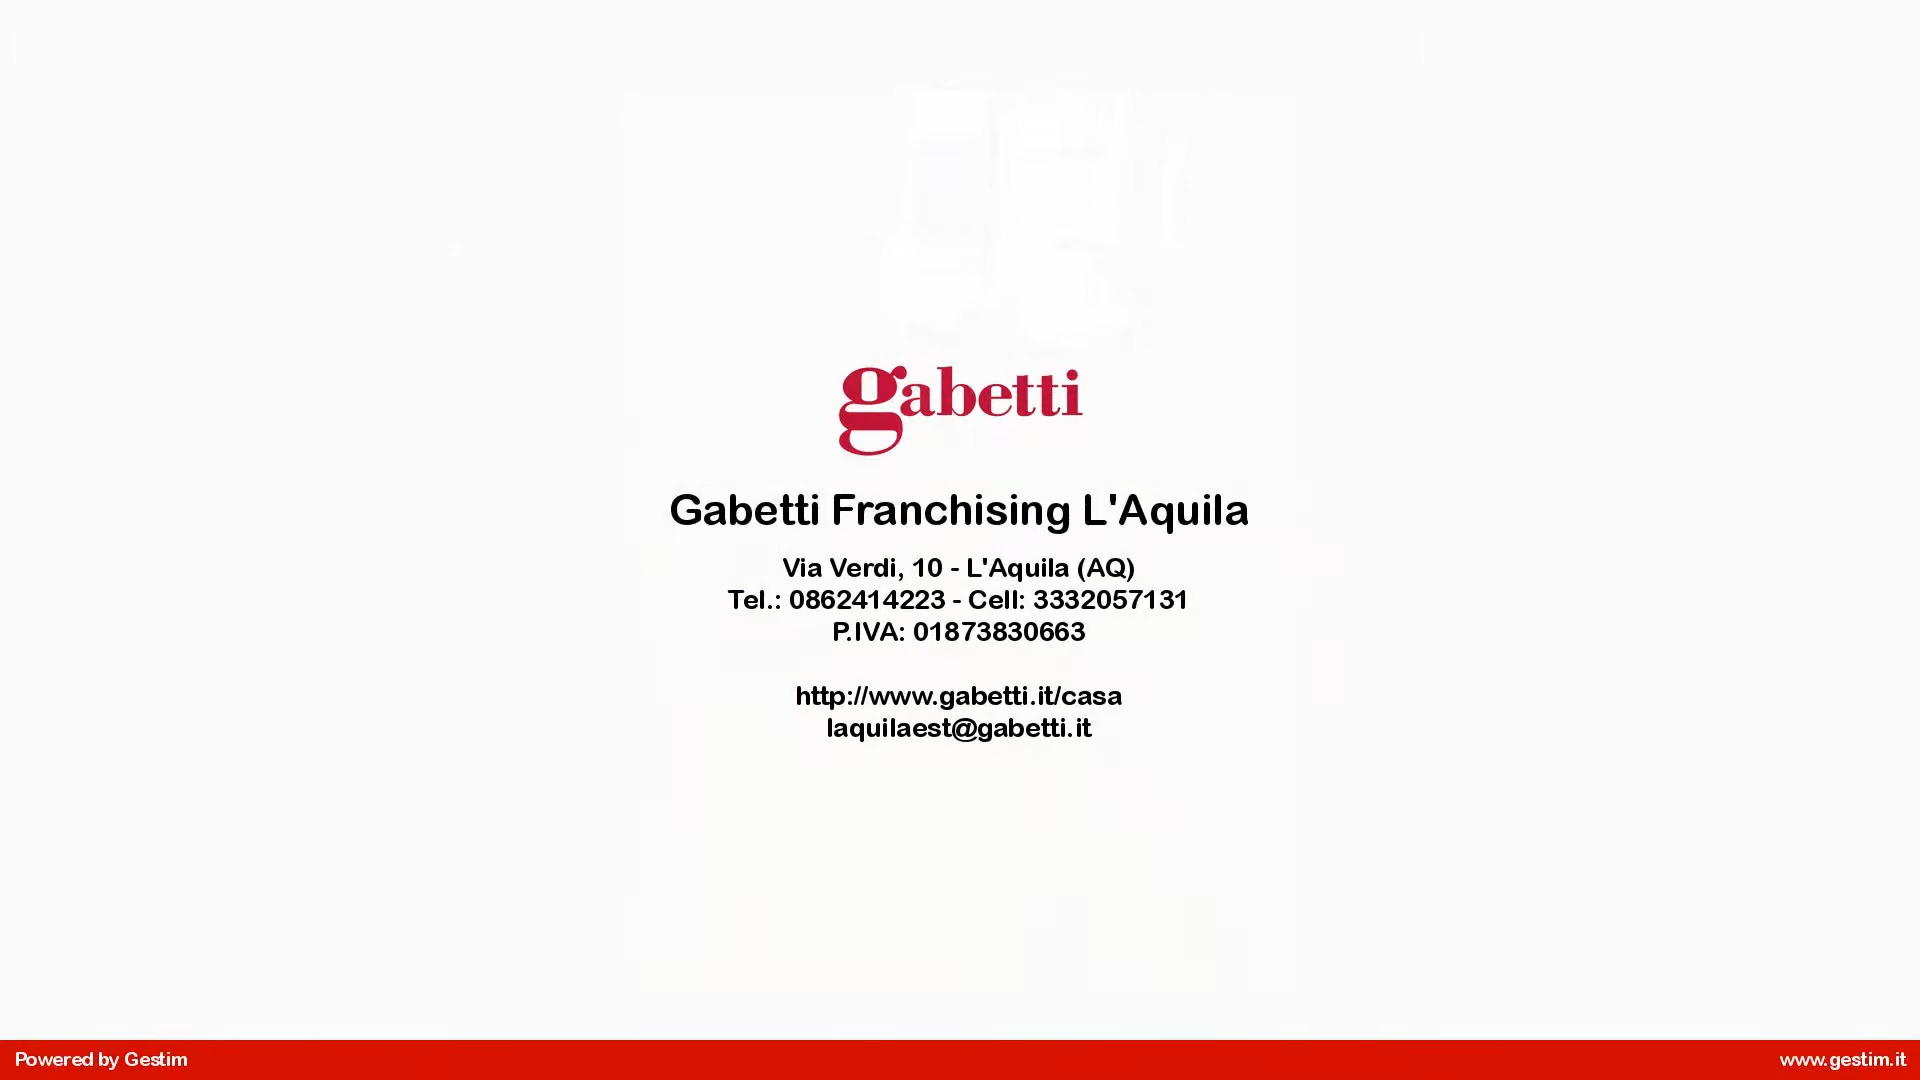 gabetti
Gabetti Franchising L'Aquila
Via Verdi, 10 - L'Aquila (AQ)
Tel.: 0862414223 - Cell: 3332057131
P.IVA: 01873830663
http://www.gabetti.it/casa
laquilaest@gabetti.it
Powered by Gestim
www.gestim.it